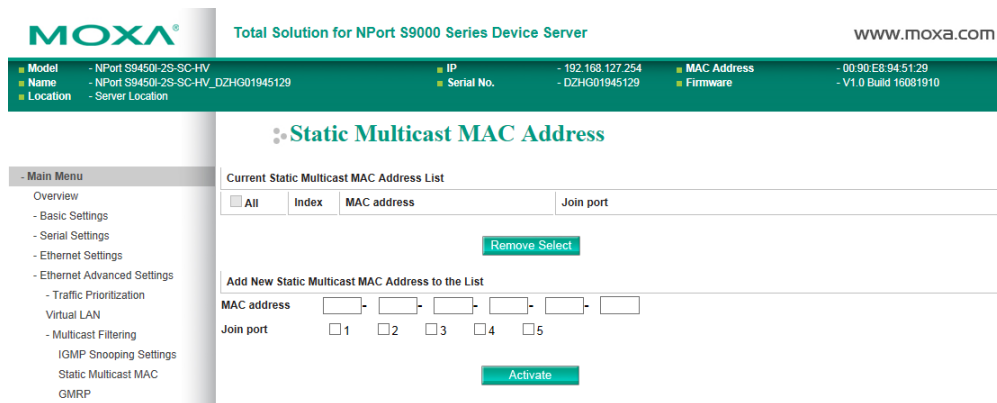 MOXA®
Total Solution for NPort S9000 Series Device Server
www.moxa.com
Model - NPort S9450I-2S-SC-HV IP - 192.168.127.254 MAC Address - 00:90:E8:94:51:29
Name - NPort S9450I-2S-SC-HV_DZHG01945129 Serial No. - DZHG01945129 Firmware - V1.0 Build 16081910
Location - Server Location
Static Multicast MAC Address
- Main Menu
Overview
- Basic Settings
- Serial Settings
- Ethernet Settings
- Ethernet Advanced Settings
- Traffic Prioritization
Virtual LAN
- Multicast Filtering
IGMP Snooping Settings
Static Multicast MAC
GMRP
Current Static Multicast MAC Address List
All Index MAC address Join port
Remove Select
Add New Static Multicast MAC Address to the List
MAC address - - - - -
Join port 1 2 3 4 5
Activate